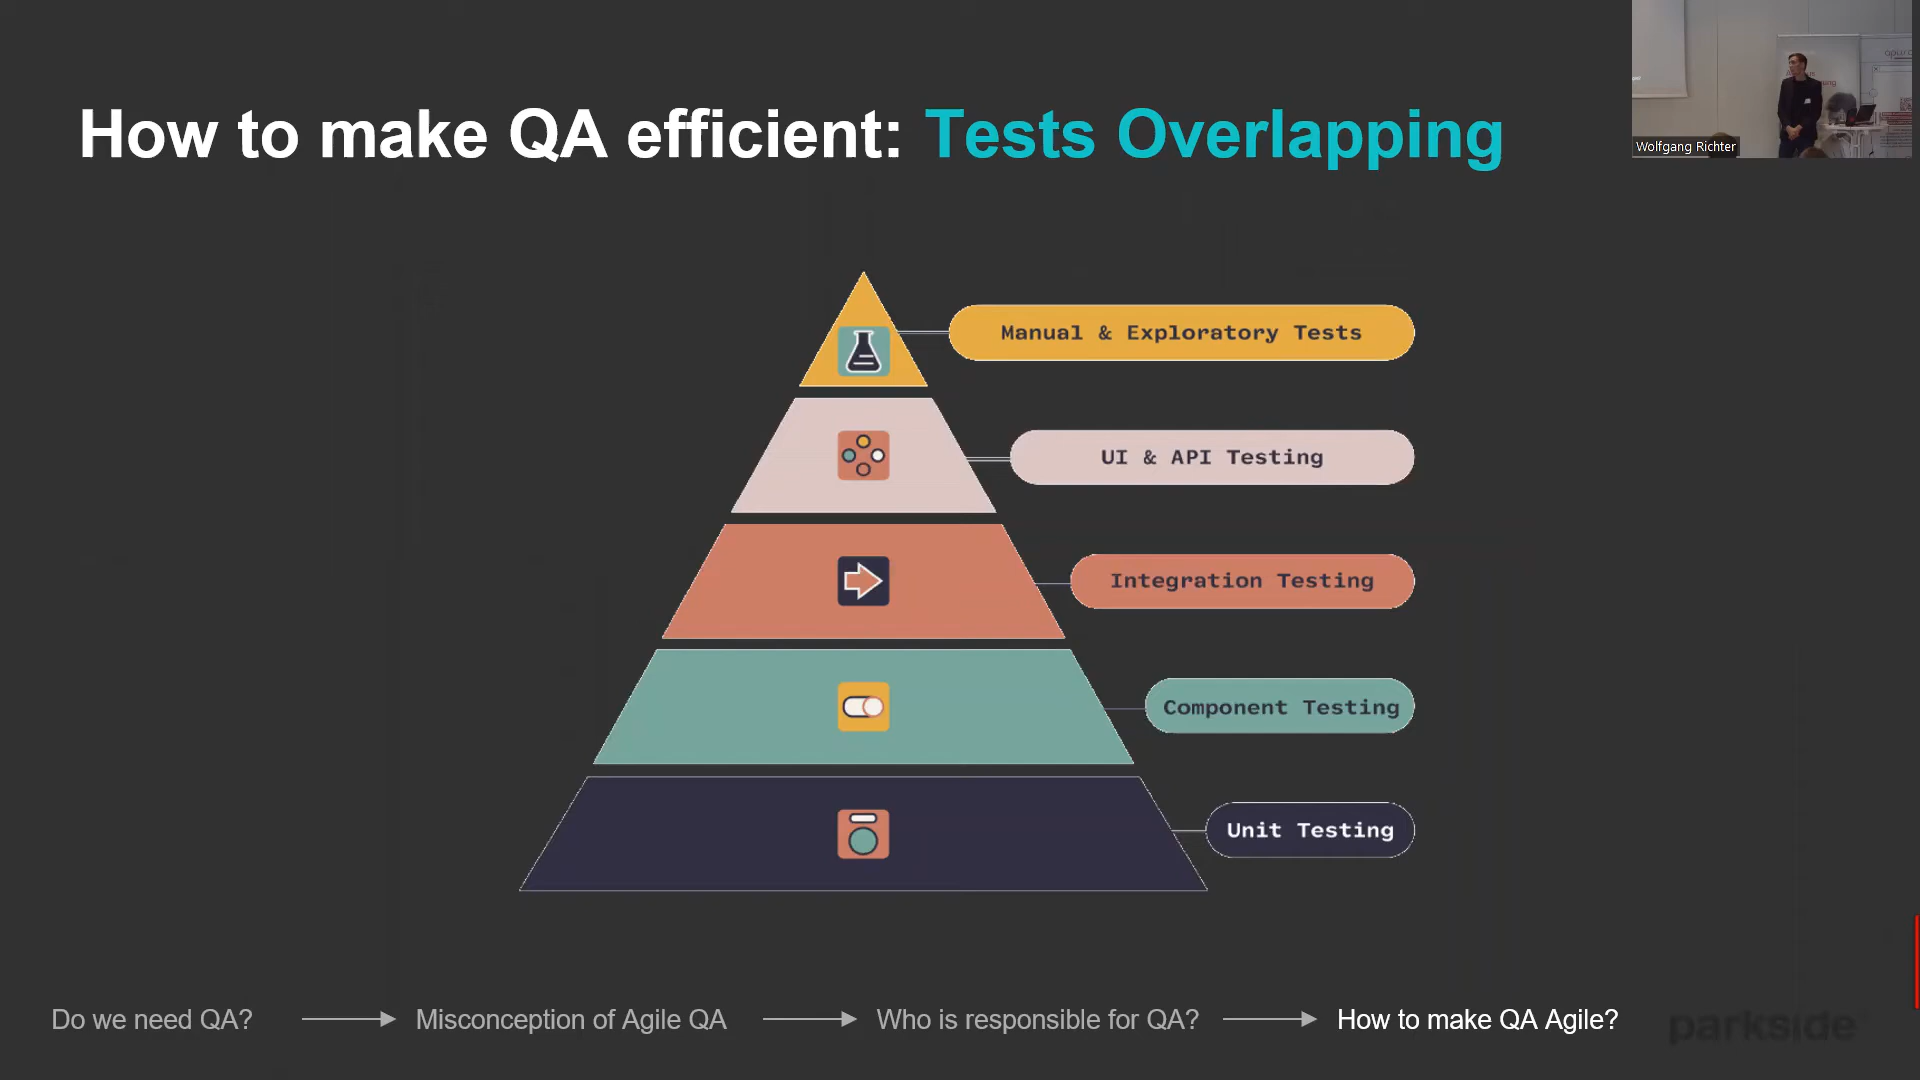 How to make QA efficient: Tests Overlapping
Wolfgang Richter
Manual & Exploratory Tests
UI & API Testing
Integration Testing
Component Testing
Unit Testing
Do we need QA?
Misconception of Agile QA
Who is responsible for QA?
How to make QA Agile?
parkside